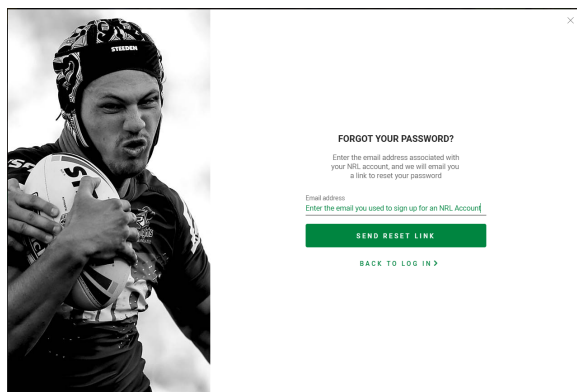 STEEDEN
FORGOT YOUR PASSWORD?
Enter the email address associated with
your NRL account, and we will email you
a link to reset your password
Email address
Enter the email you used to sign up for an NRL Account
SEND RESET LINK
BACK TO LOG IN